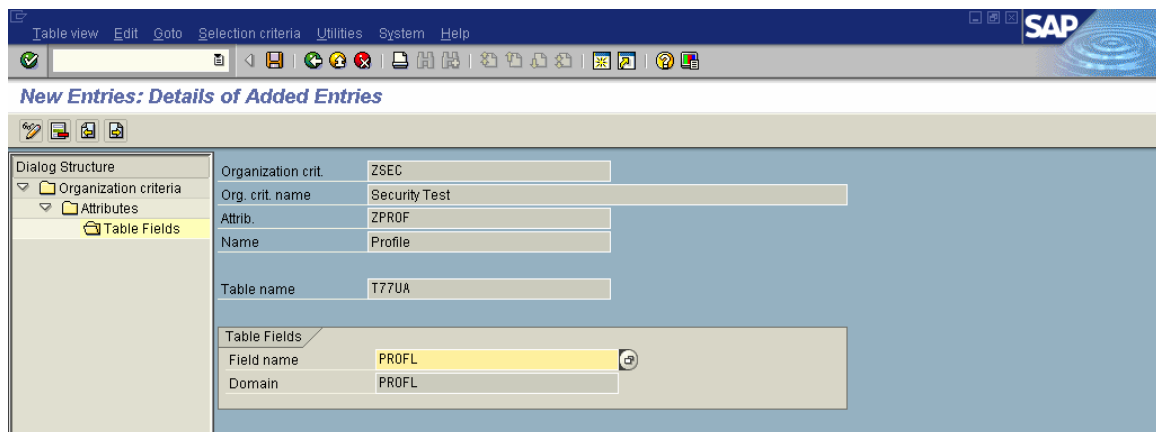 Table view Edit Goto Selection criteria Utilities System Help
SAP
New Entries: Details of Added Entries
Dialog Structure
Organization criteria
Attributes
Table Fields
Organization crit. ZSEC
Org. crit. name Security Test
Attrib. ZPROF
Name Profile
Table name T77UA
Table Fields
Field name PROFL
Domain PROFL